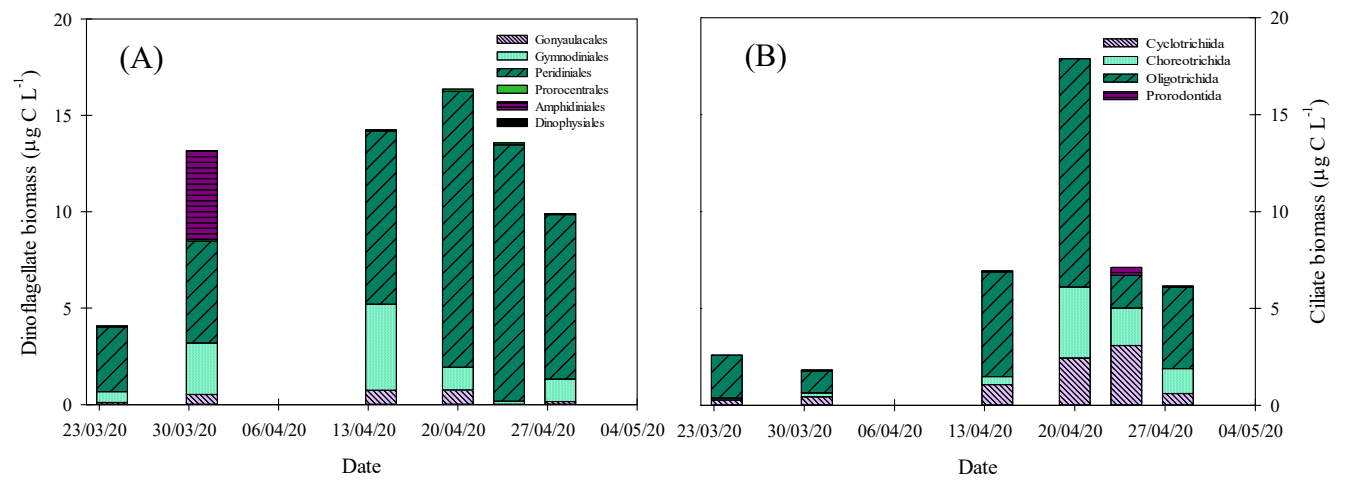 (A)
Dinoflagellate biomass (µg C L-1)
20
15
10
5
0
Gonyaulacales
Gymnodiniales
Peridiniales
Prorocentrales
Amphidiniales
Dinophysiales
23/03/20 30/03/20 06/04/20 13/04/20 20/04/20 27/04/20 04/05/20
Date
(B)
Cyclotrichiida
Choreotrichida
Oligotrichida
Prorodontida
20
15
10
5
0
Ciliate biomass (µg C L-1)
23/03/20 30/03/20 06/04/20 13/04/20 20/04/20 27/04/20 04/05/20
Date